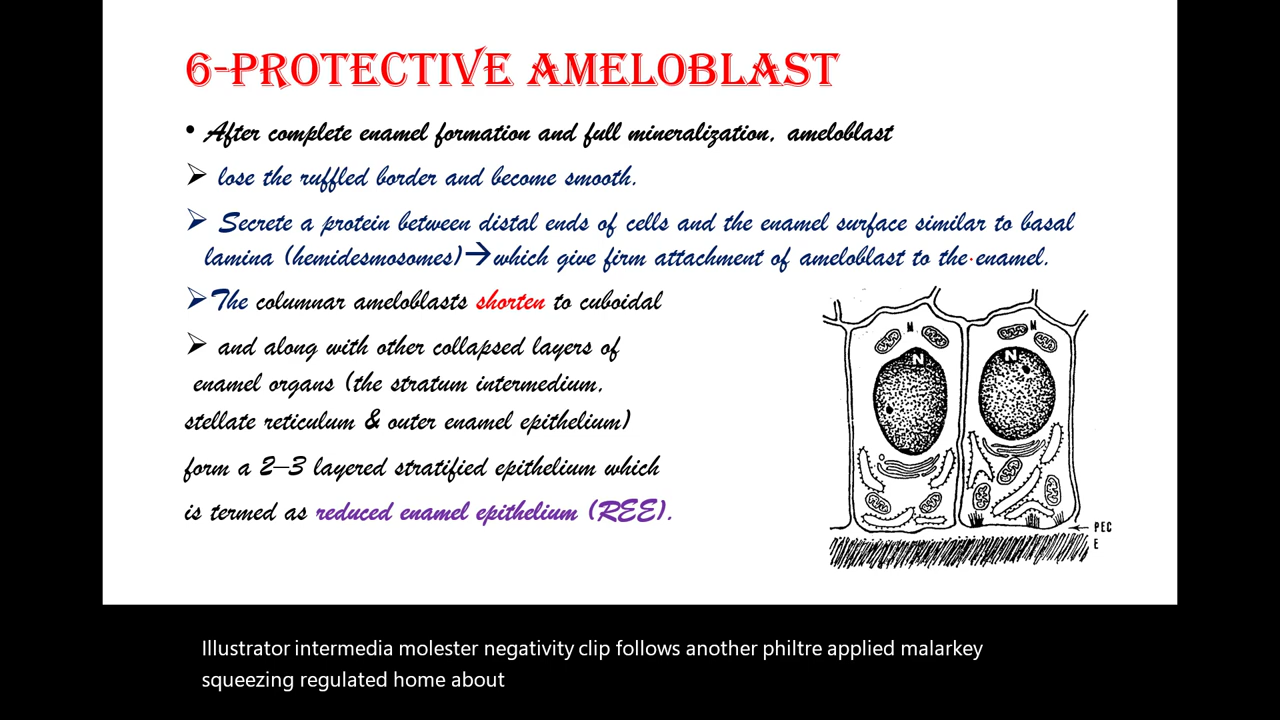 6-PROTECTIVE AMELOBLAST
• After complete enamel formation and full mineralization, ameloblast
➢ lose the ruffled border and become smooth.
➢ Secrete a protein between distal ends of cells and the enamel surface similar to basal
lamina (hemidesmosomes)→which give firm attachment of ameloblast to the enamel.
➢The columnar ameloblasts shorten to cuboidal
➢ and along with other collapsed layers of
enamel organs (the stratum intermedium,
stellate reticulum & outer enamel epithelium)
form a 2–3 layered stratified epithelium which
is termed as reduced enamel epithelium (REE).
M M
N N
PEC
E
Illustrator intermedia molester negativity clip follows another philtre applied malarkey
squeezing regulated home about